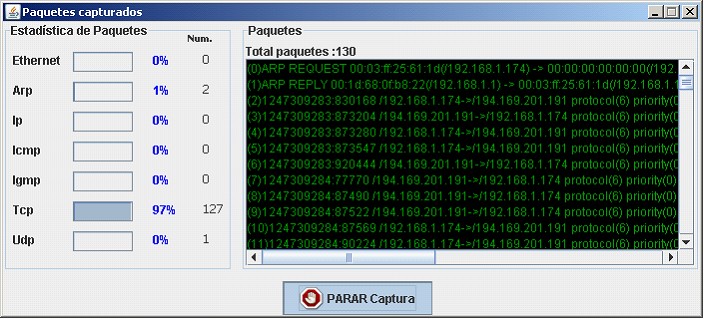 Paquetes capturados
Estadística de Paquetes
Num.
Ethernet 0% 0
Arp 1% 2
Ip 0% 0
Icmp 0% 0
Igmp 0% 0
Tcp 97% 127
Udp 0% 1
Paquetes
Total paquetes :130
(0)ARP REQUEST 00:03:ff:25:61:1d(/192.168.1.174) -> 00:00:00:00:00:00(/192.
(1)ARP REPLY 00:1d:68:0f:b8:22(/192.168.1.1) -> 00:03:ff:25:61:1d(/192.168.1.1
(2)1247309283:830168 /192.168.1.174->/194.169.201.191 protocol(6) priority(0)
(3)1247309283:873204 /194.169.201.191->/192.168.1.174 protocol(6) priority(0)
(4)1247309283:873280 /192.168.1.174->/194.169.201.191 protocol(6) priority(0)
(5)1247309283:873547 /192.168.1.174->/194.169.201.191 protocol(6) priority(0)
(6)1247309283:920444 /194.169.201.191->/192.168.1.174 protocol(6) priority(0)
(7)1247309284:77770 /194.169.201.191->/192.168.1.174 protocol(6) priority(0)
(8)1247309284:87490 /194.169.201.191->/192.168.1.174 protocol(6) priority(0)
(9)1247309284:87522 /192.168.1.174->/194.169.201.191 protocol(6) priority(0)
(10)1247309284:87569 /192.168.1.174->/194.169.201.191 protocol(6) priority(0
(11)1247309284:90224 /192.168.1.174->/194.169.201.191 protocol(6) priority(0
PARAR Captura